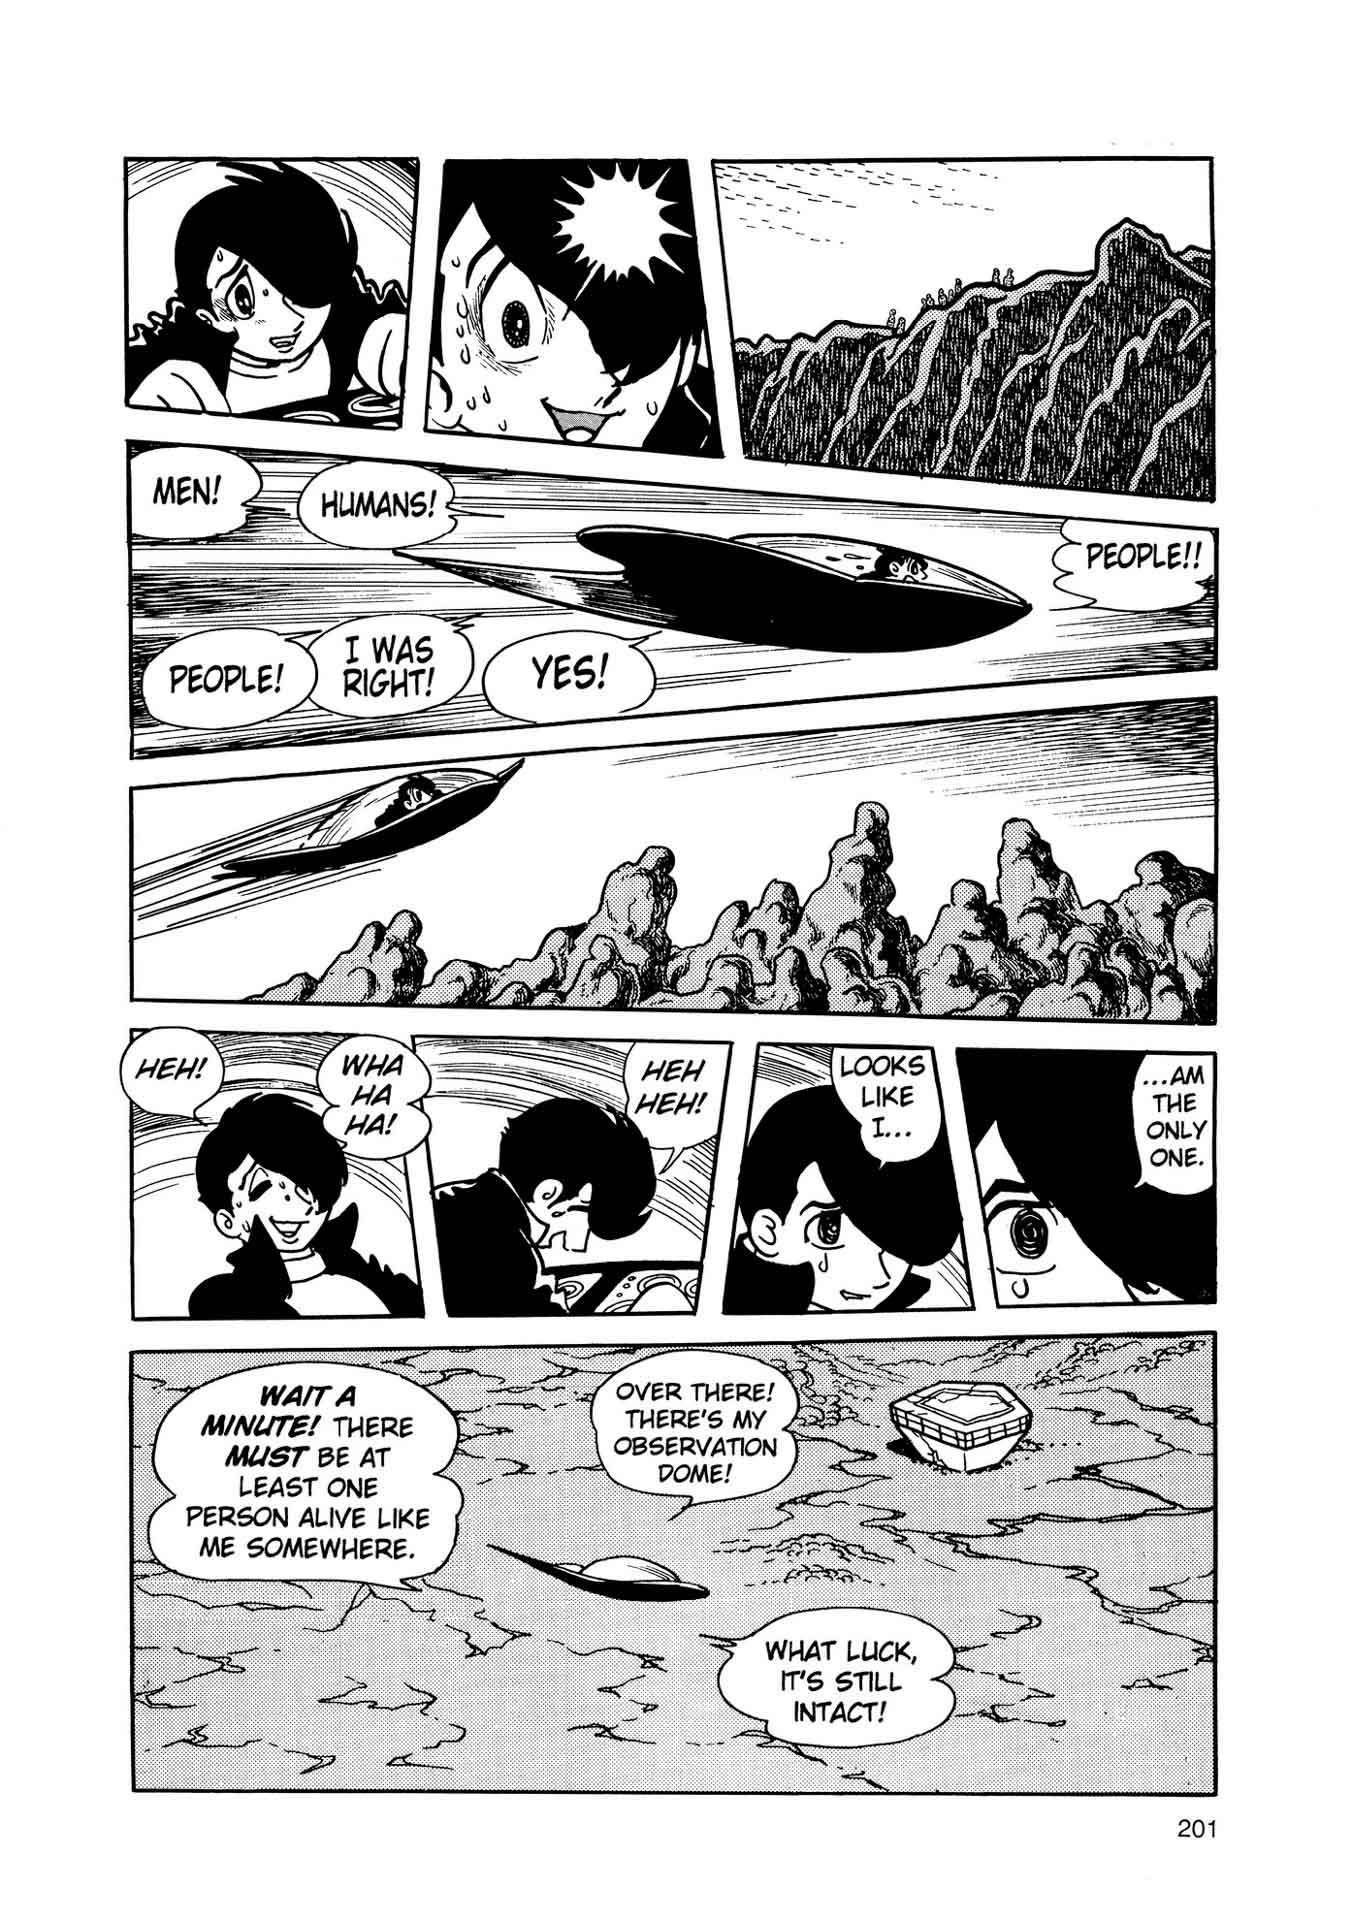 MEN!
HUMANS!
PEOPLE!!
PEOPLE!
I WAS
RIGHT!
YES!
HEH!
WHA
HA
HA!
HEH
HEH!
LOOKS
LIKE
I...
...AM
THE
ONLY
ONE.
WAIT A
MINUTE! THERE
MUST BE AT
LEAST ONE
PERSON ALIVE LIKE
ME SOMEWHERE.
OVER THERE!
THERE'S MY
OBSERVATION
DOME!
WHAT LUCK,
IT'S STILL
INTACT!
201